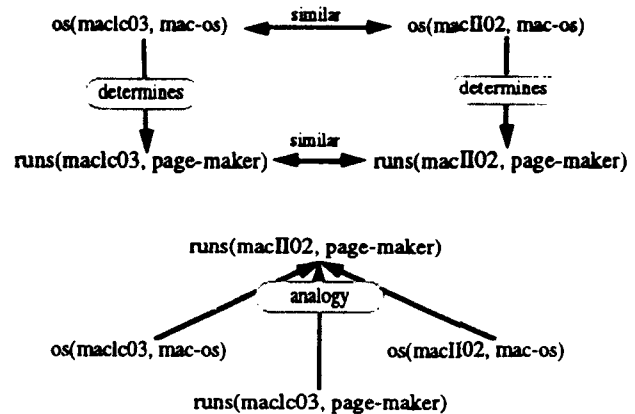 similar
os(maclc03, mac-os) os(macII02, mac-os)
determines determines
similar
runs(maclc03, page-maker) runs(macII02, page-maker)
runs(macII02, page-maker)
analogy
os(maclc03, mac-os) os(macII02, mac-os)
runs(maclc03, page-maker)